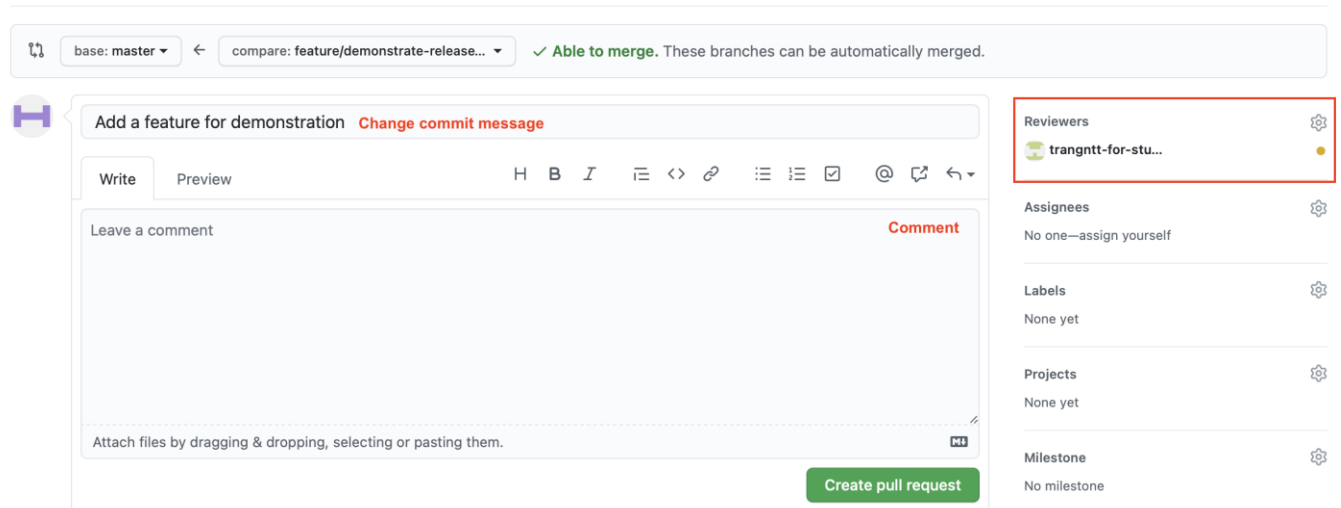 base: master
compare: feature/demonstrate-release...
Able to merge. These branches can be automatically merged.
Add a feature for demonstration
Change commit message
Write
Preview
Leave a comment
Comment
Attach files by dragging & dropping, selecting or pasting them.
Create pull request
Reviewers
trangntt-for-stu...
Assignees
No one—assign yourself
Labels
None yet
Projects
None yet
Milestone
No milestone